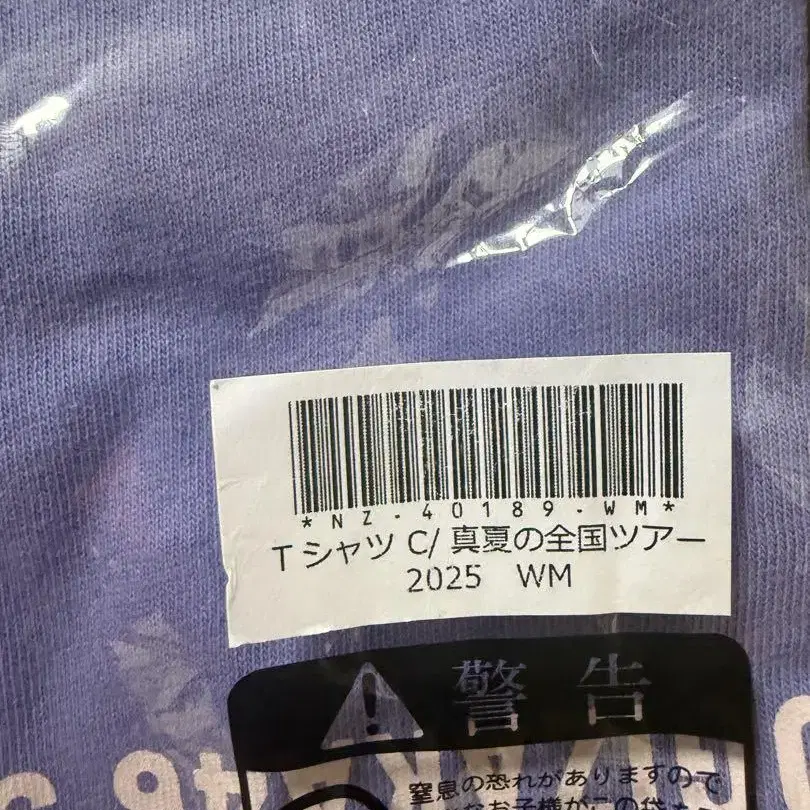 *NZ-40189-WM*
Tシャツ C/ 真夏の全国ツアー
2025 WM
警告
窒息の恐れがありますので